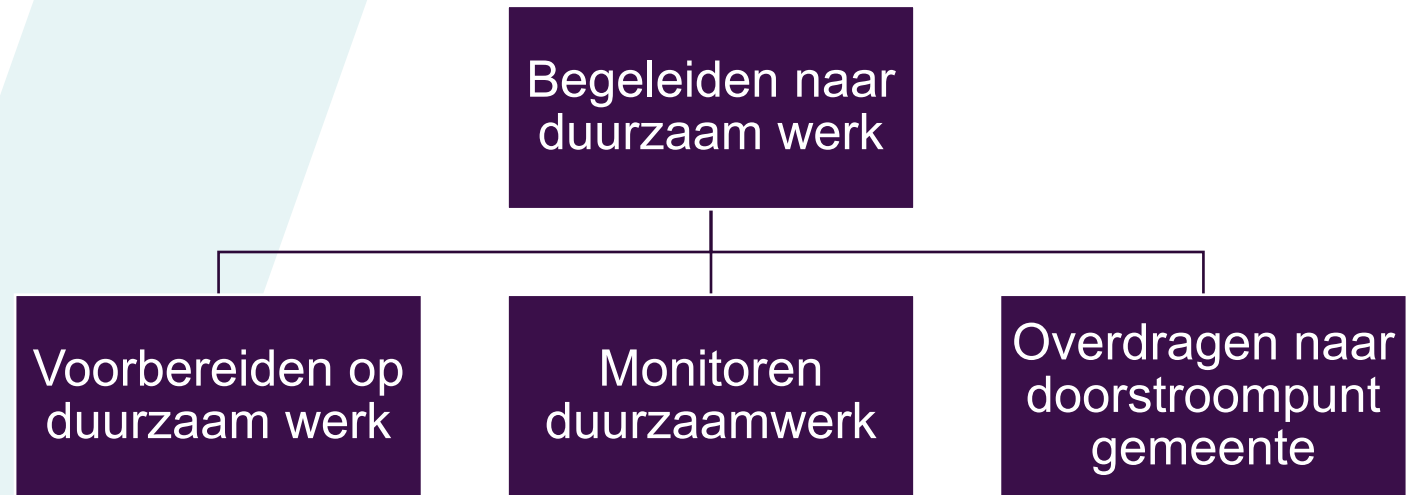 Begeleiden naar
duurzaam werk
Voorbereiden op
duurzaam werk
Monitoren
duurzaamwerk
Overdragen naar
doorstroompunt
gemeente